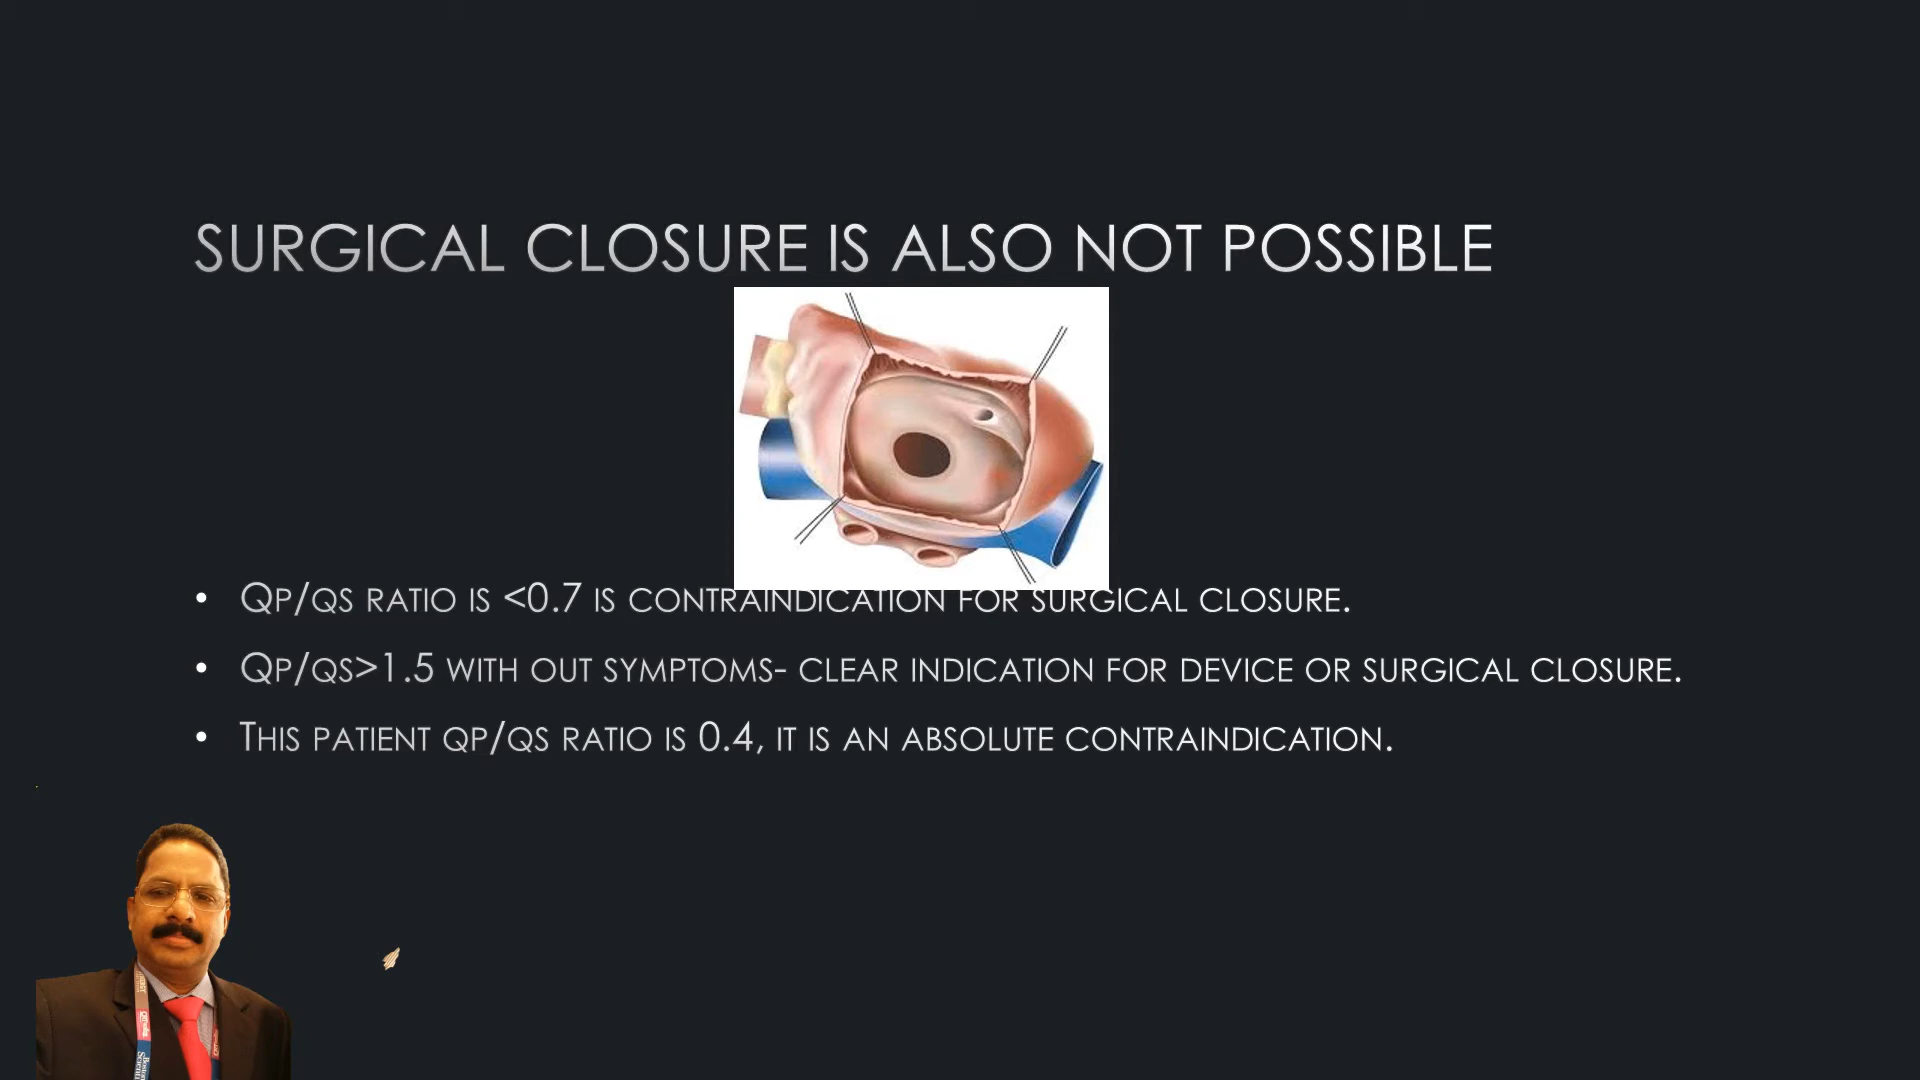 SURGICAL CLOSURE IS ALSO NOT POSSIBLE
• QP/QS RATIO IS <0.7 IS CONTRAINDICATION FOR SURGICAL CLOSURE.
• QP/QS>1.5 WITH OUT SYMPTOMS- CLEAR INDICATION FOR DEVICE OR SURGICAL CLOSURE.
• THIS PATIENT QP/QS RATIO IS 0.4, IT IS AN ABSOLUTE CONTRAINDICATION.